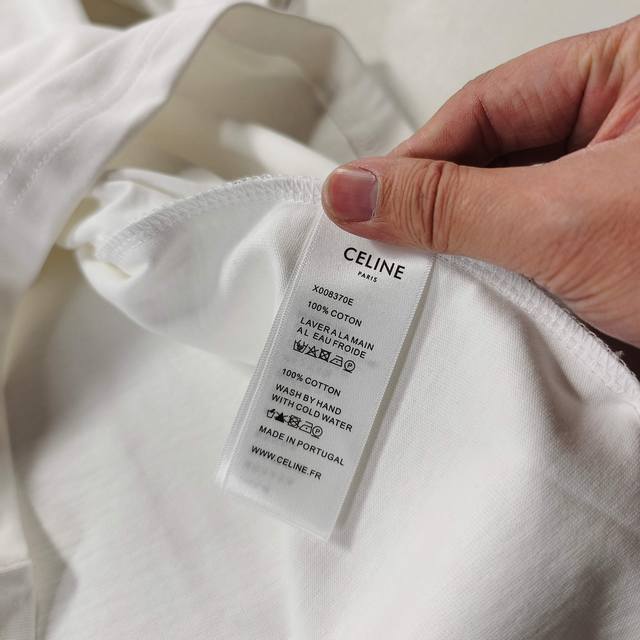 CELINE
PARIS
X008370E
100% COTON
LAVER A LA MAIN
AL EAU FROIDE
100% COTTON
WASH BY HAND
WITH COLD WATER
MADE IN PORTUGAL
WWW.CELINE.FR